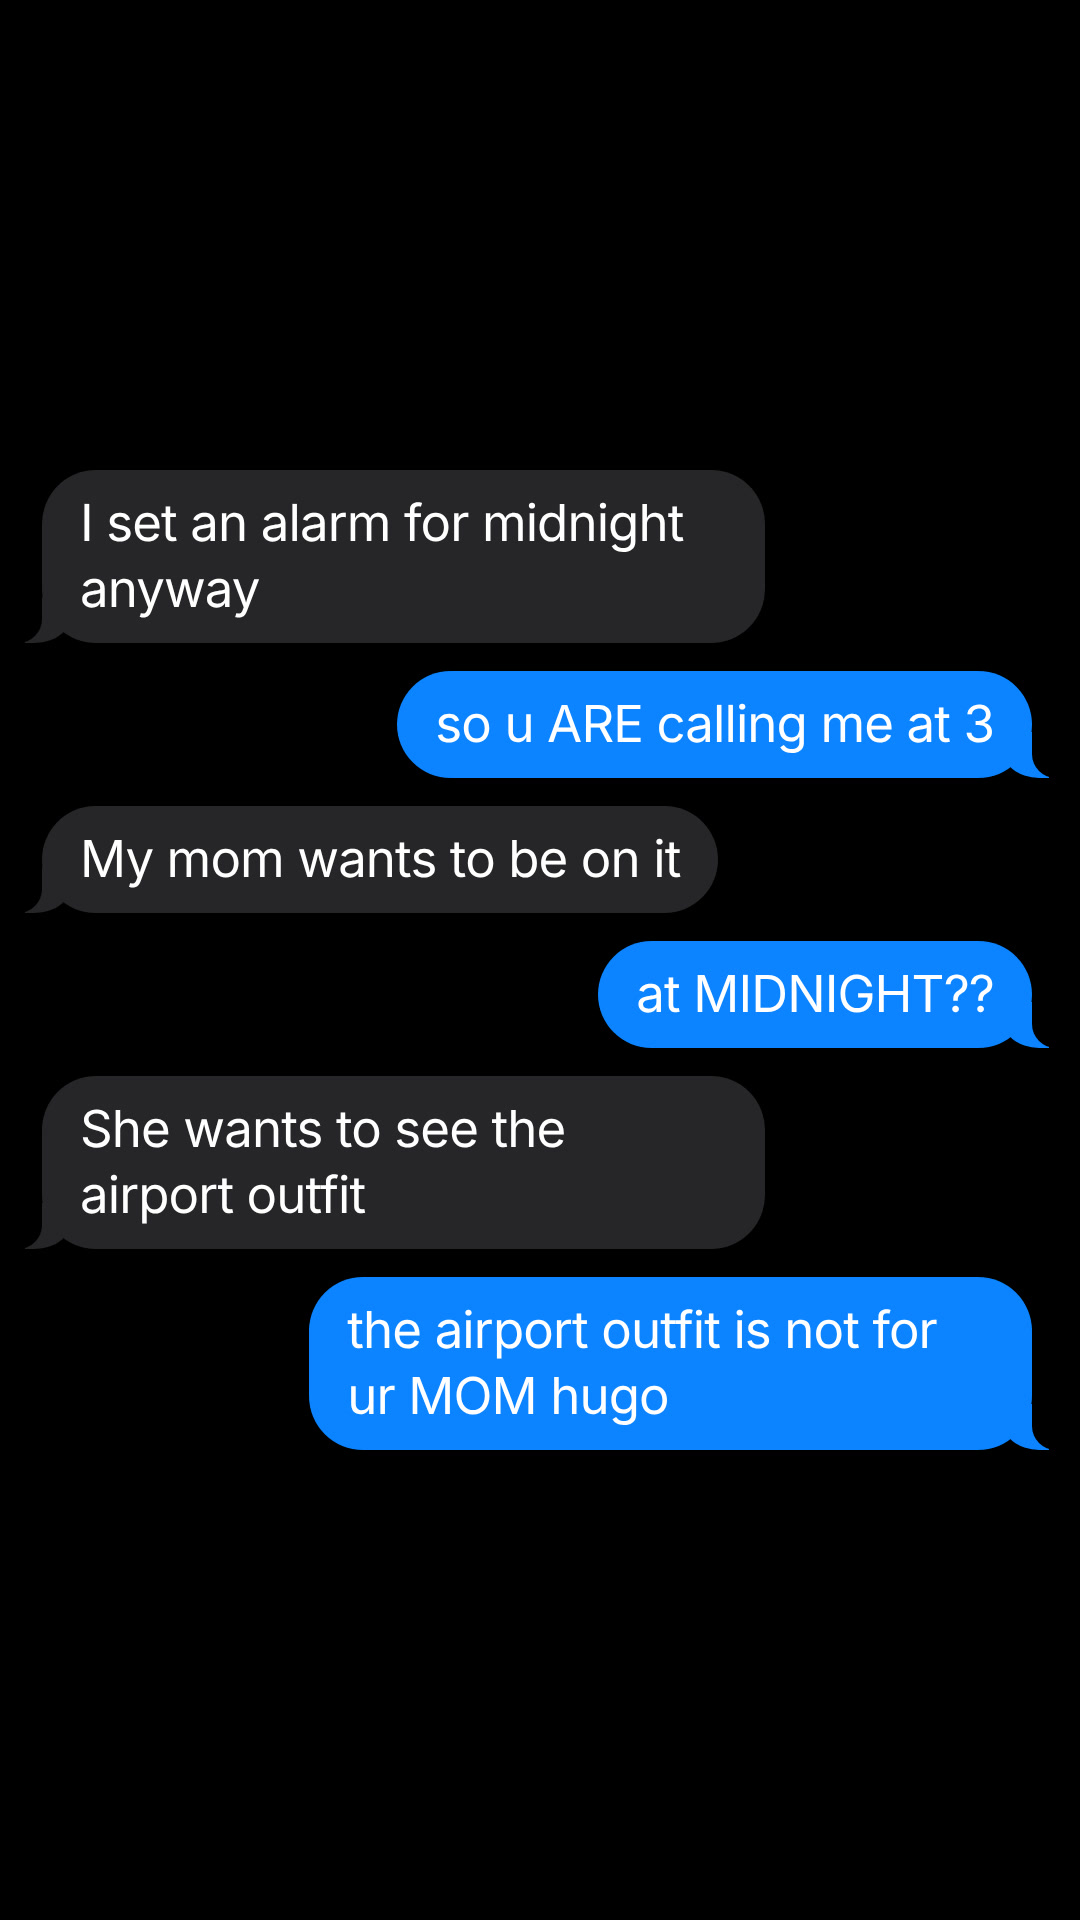 I set an alarm for midnight
anyway
so u ARE calling me at 3
My mom wants to be on it
at MIDNIGHT??
She wants to see the
airport outfit
the airport outfit is not for
ur MOM hugo